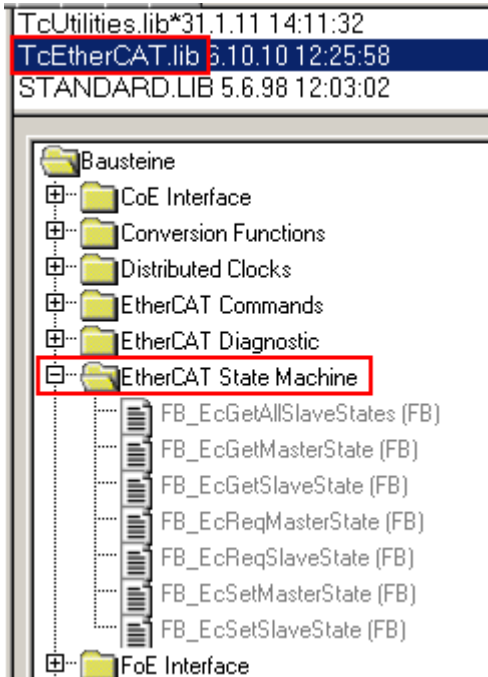 TcUtilities.lib*31.1.11 14:11:32
TcEtherCAT.lib 6.10.10 12:25:58
STANDARD.LIB 5.6.98 12:03:02
Bausteine
CoE Interface
Conversion Functions
Distributed Clocks
EtherCAT Commands
EtherCAT Diagnostic
EtherCAT State Machine
FB_EcGetAllSlaveStates (FB)
FB_EcGetMasterState (FB)
FB_EcGetSlaveState (FB)
FB_EcReqMasterState (FB)
FB_EcReqSlaveState (FB)
FB_EcSetMasterState (FB)
FB_EcSetSlaveState (FB)
FoE Interface